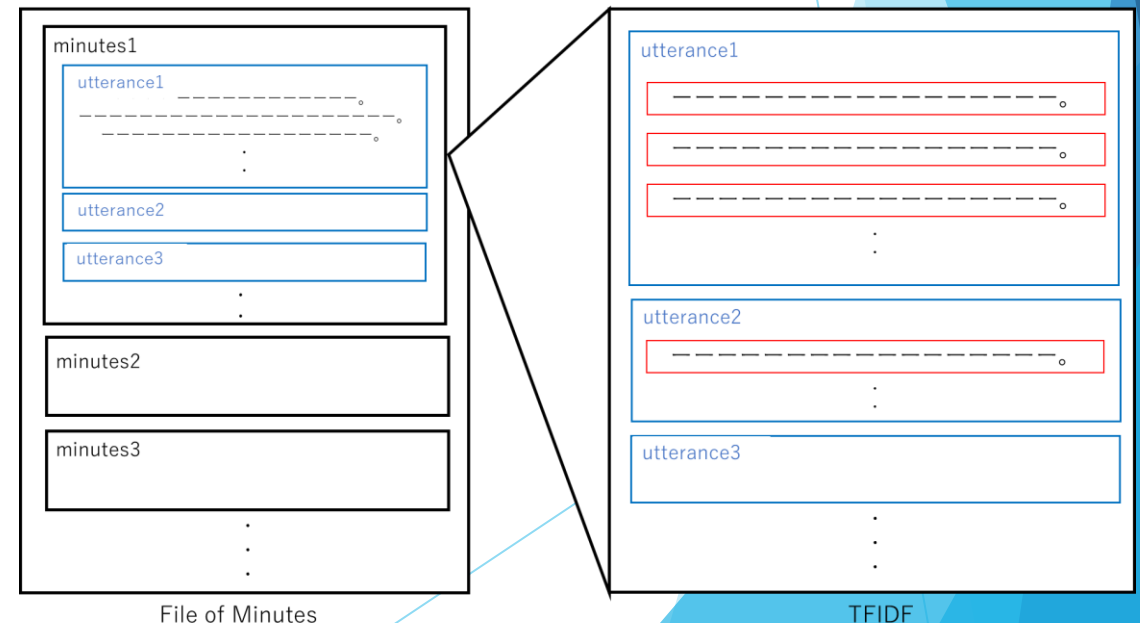 minutes1
utterance1
————————————。
—————————————————————。
——————————————————。
.
.
utterance2
utterance3
.
.
minutes2
minutes3
.
.
.
File of Minutes
utterance1
—————————————————。
—————————————————。
—————————————————。
.
.
utterance2
—————————————————。
.
.
utterance3
.
.
.
TFIDF